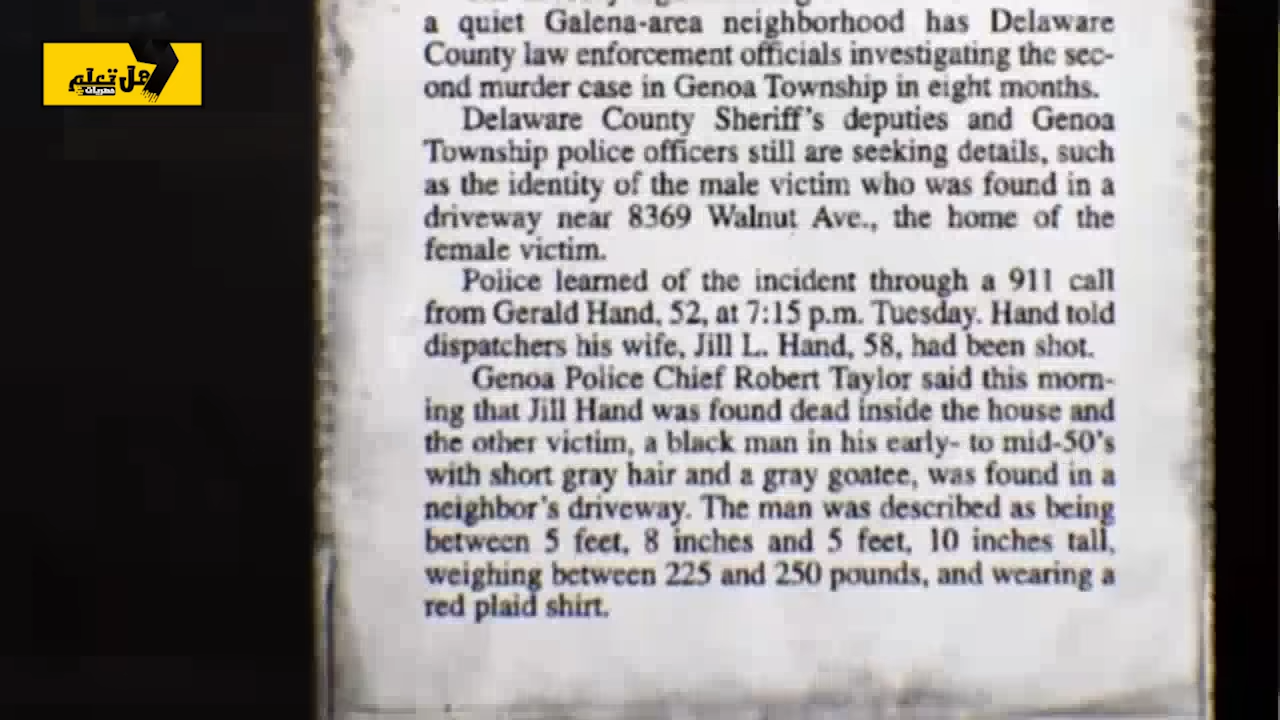 هل تعلم
a quiet Galena-area neighborhood has Delaware
County law enforcement officials investigating the sec-
ond murder case in Genoa Township in eight months.
Delaware County Sheriff's deputies and Genoa
Township police officers still are seeking details, such
as the identity of the male victim who was found in a
driveway near 8369 Walnut Ave., the home of the
female victim.
Police learned of the incident through a 911 call
from Gerald Hand, 52, at 7:15 p.m. Tuesday. Hand told
dispatchers his wife, Jill L. Hand, 58, had been shot.
Genoa Police Chief Robert Taylor said this morn-
ing that Jill Hand was found dead inside the house and
the other victim, a black man in his early- to mid-50's
with short gray hair and a gray goatee, was found in a
neighbor's driveway. The man was described as being
between 5 feet, 8 inches and 5 feet, 10 inches tall,
weighing between 225 and 250 pounds, and wearing a
red plaid shirt.